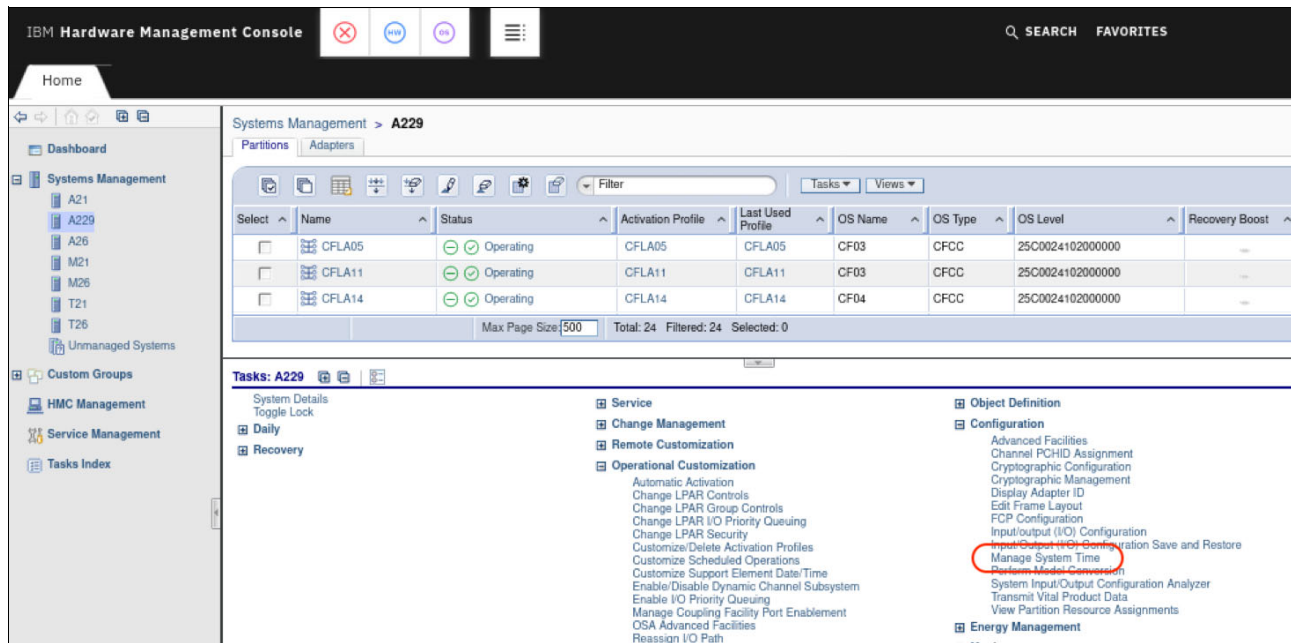 IBM Hardware Management Console
HW
OS
SEARCH FAVORITES
Home
Dashboard
Systems Management
A21
A229
A26
M21
M26
T21
T26
Unmanaged Systems
Custom Groups
HMC Management
Service Management
Tasks Index
Systems Management > A229
Partitions Adapters
Filter Tasks Views
Select Name Status Activation Profile Last Used Profile OS Name OS Type OS Level Recovery Boost
CFLA05 Operating CFLA05 CFLA05 CF03 CFCC 25C0024102000000
CFLA11 Operating CFLA11 CFLA11 CF03 CFCC 25C0024102000000
CFLA14 Operating CFLA14 CFLA14 CF04 CFCC 25C0024102000000
Max Page Size: 500 Total: 24 Filtered: 24 Selected: 0
Tasks: A229
System Details
Toggle Lock
Daily
Recovery
Service
Change Management
Remote Customization
Operational Customization
Automatic Activation
Change LPAR Controls
Change LPAR Group Controls
Change LPAR I/O Priority Queuing
Change LPAR Security
Customize/Delete Activation Profiles
Customize Scheduled Operations
Customize Support Element Date/Time
Enable/Disable Dynamic Channel Subsystem
Enable I/O Priority Queuing
Manage Coupling Facility Port Enablement
OSA Advanced Facilities
Reassign I/O Path
Object Definition
Configuration
Advanced Facilities
Channel PCHID Assignment
Cryptographic Configuration
Cryptographic Management
Display Adapter ID
Edit Frame Layout
FCP Configuration
Input/output (I/O) Configuration
Input/Output (I/O) Configuration Save and Restore
Manage System Time
Perform Model Conversion
System Input/Output Configuration Analyzer
Transmit Vital Product Data
View Partition Resource Assignments
Energy Management